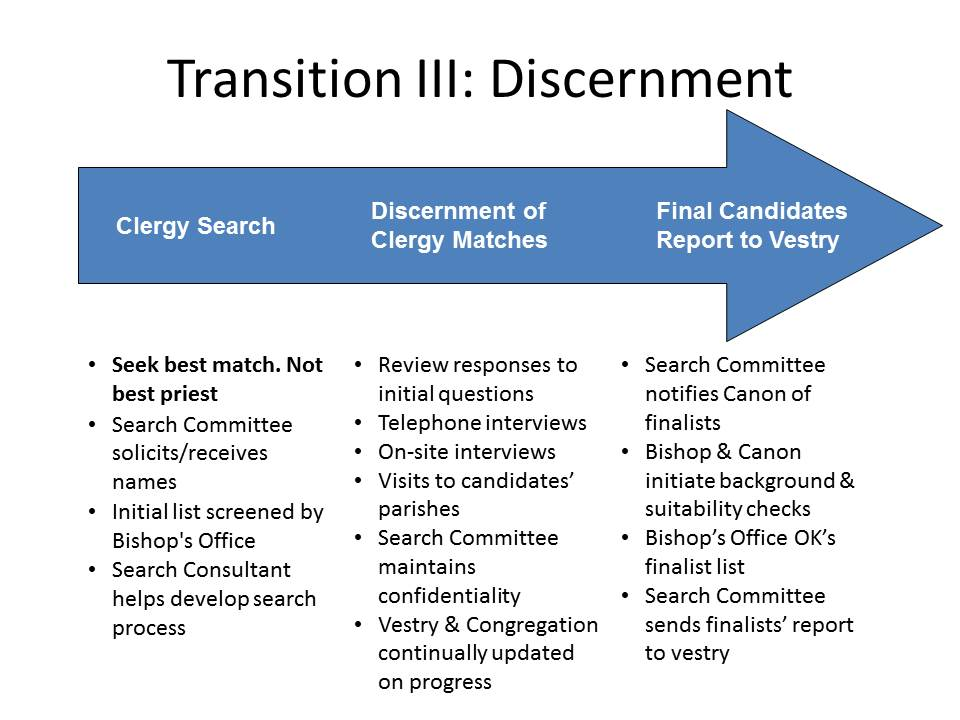 Transition III: Discernment
Clergy Search
Discernment of
Clergy Matches
Final Candidates
Report to Vestry
• Seek best match. Not
best priest
• Search Committee
solicits/receives
names
• Initial list screened by
Bishop's Office
• Search Consultant
helps develop search
process
• Review responses to
initial questions
• Telephone interviews
• On-site interviews
• Visits to candidates’
parishes
• Search Committee
maintains
confidentiality
• Vestry & Congregation
continually updated
on progress
• Search Committee
notifies Canon of
finalists
• Bishop & Canon
initiate background &
suitability checks
• Bishop’s Office OK’s
finalist list
• Search Committee
sends finalists’ report
to vestry